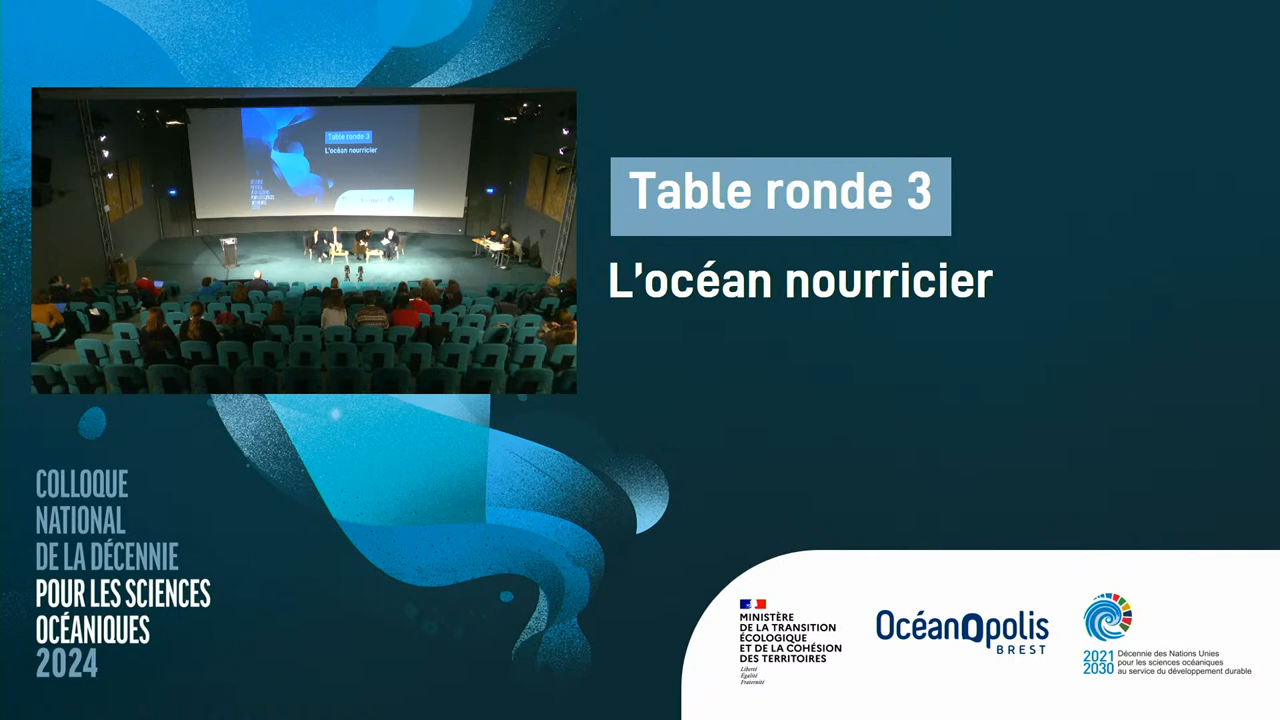 Table ronde 3
L'océan nourricier
Table ronde 3
L'océan nourricier
COLLOQUE
NATIONAL
DE LA DÉCENNIE
POUR LES SCIENCES
OCÉANIQUES
2024
MINISTÈRE
DE LA TRANSITION
ÉCOLOGIQUE
ET DE LA COHÉSION
DES TERRITOIRES
Liberté
Égalité
Fraternité
OcéanOpolis
BREST
2021
2030
Décennie des Nations Unies
pour les sciences océaniques
au service du développement durable